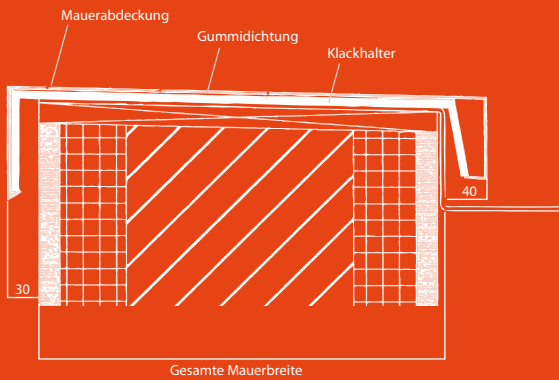 Mauerabdeckung
Gummidichtung
Klackhalter
40
30
Gesamte Mauerbreite